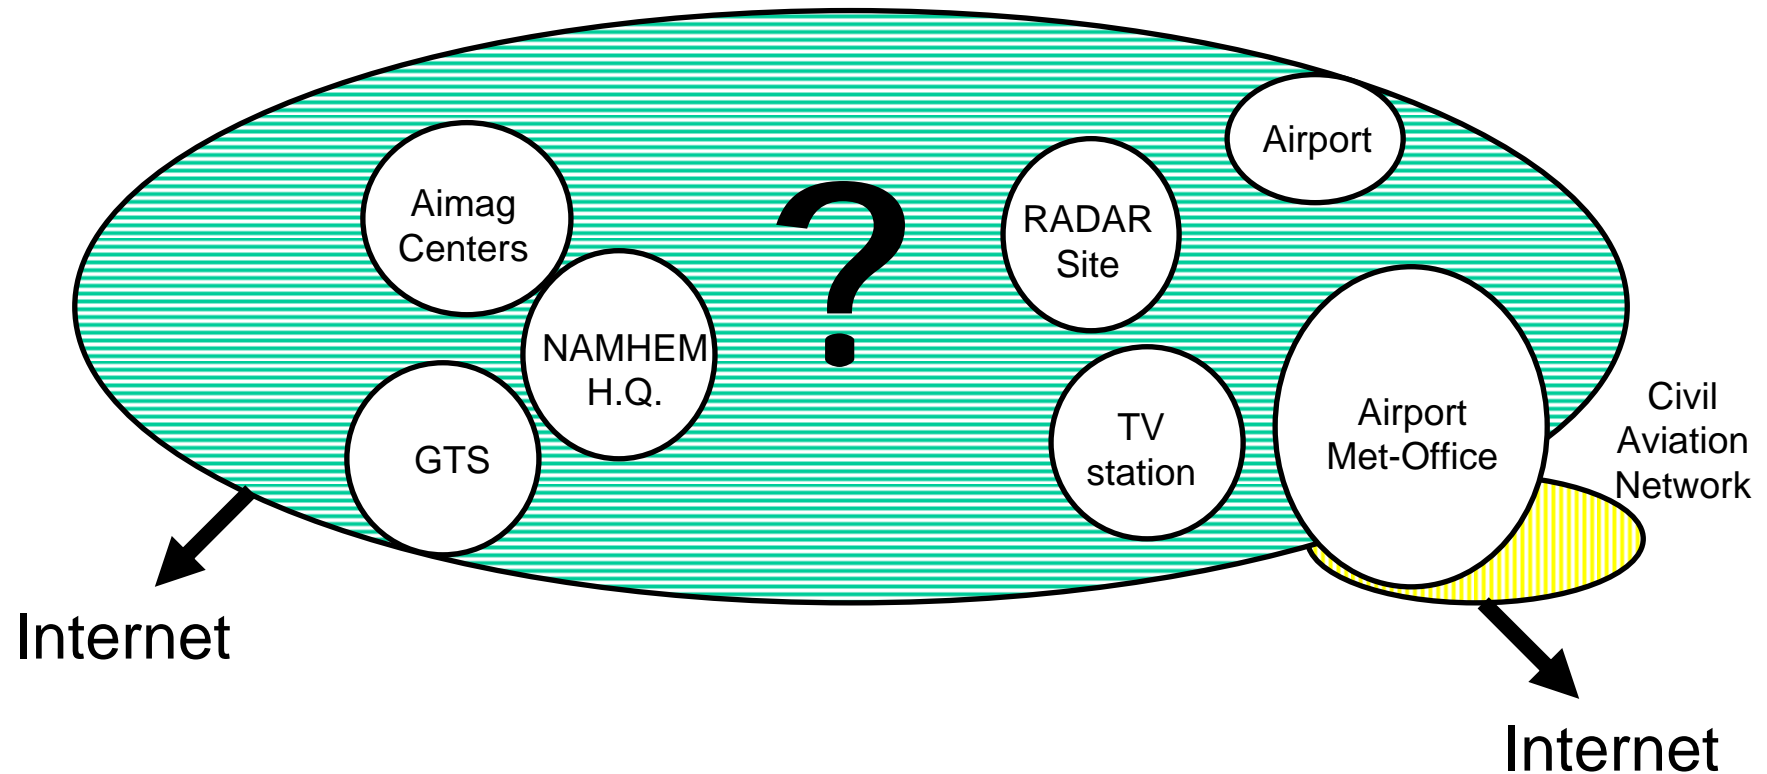 Airport
Aimag
Centers
?
RADAR
Site
NAMHEM
H.Q.
GTS
TV
station
Airport
Met-Office
Civil
Aviation
Network
Internet
Internet